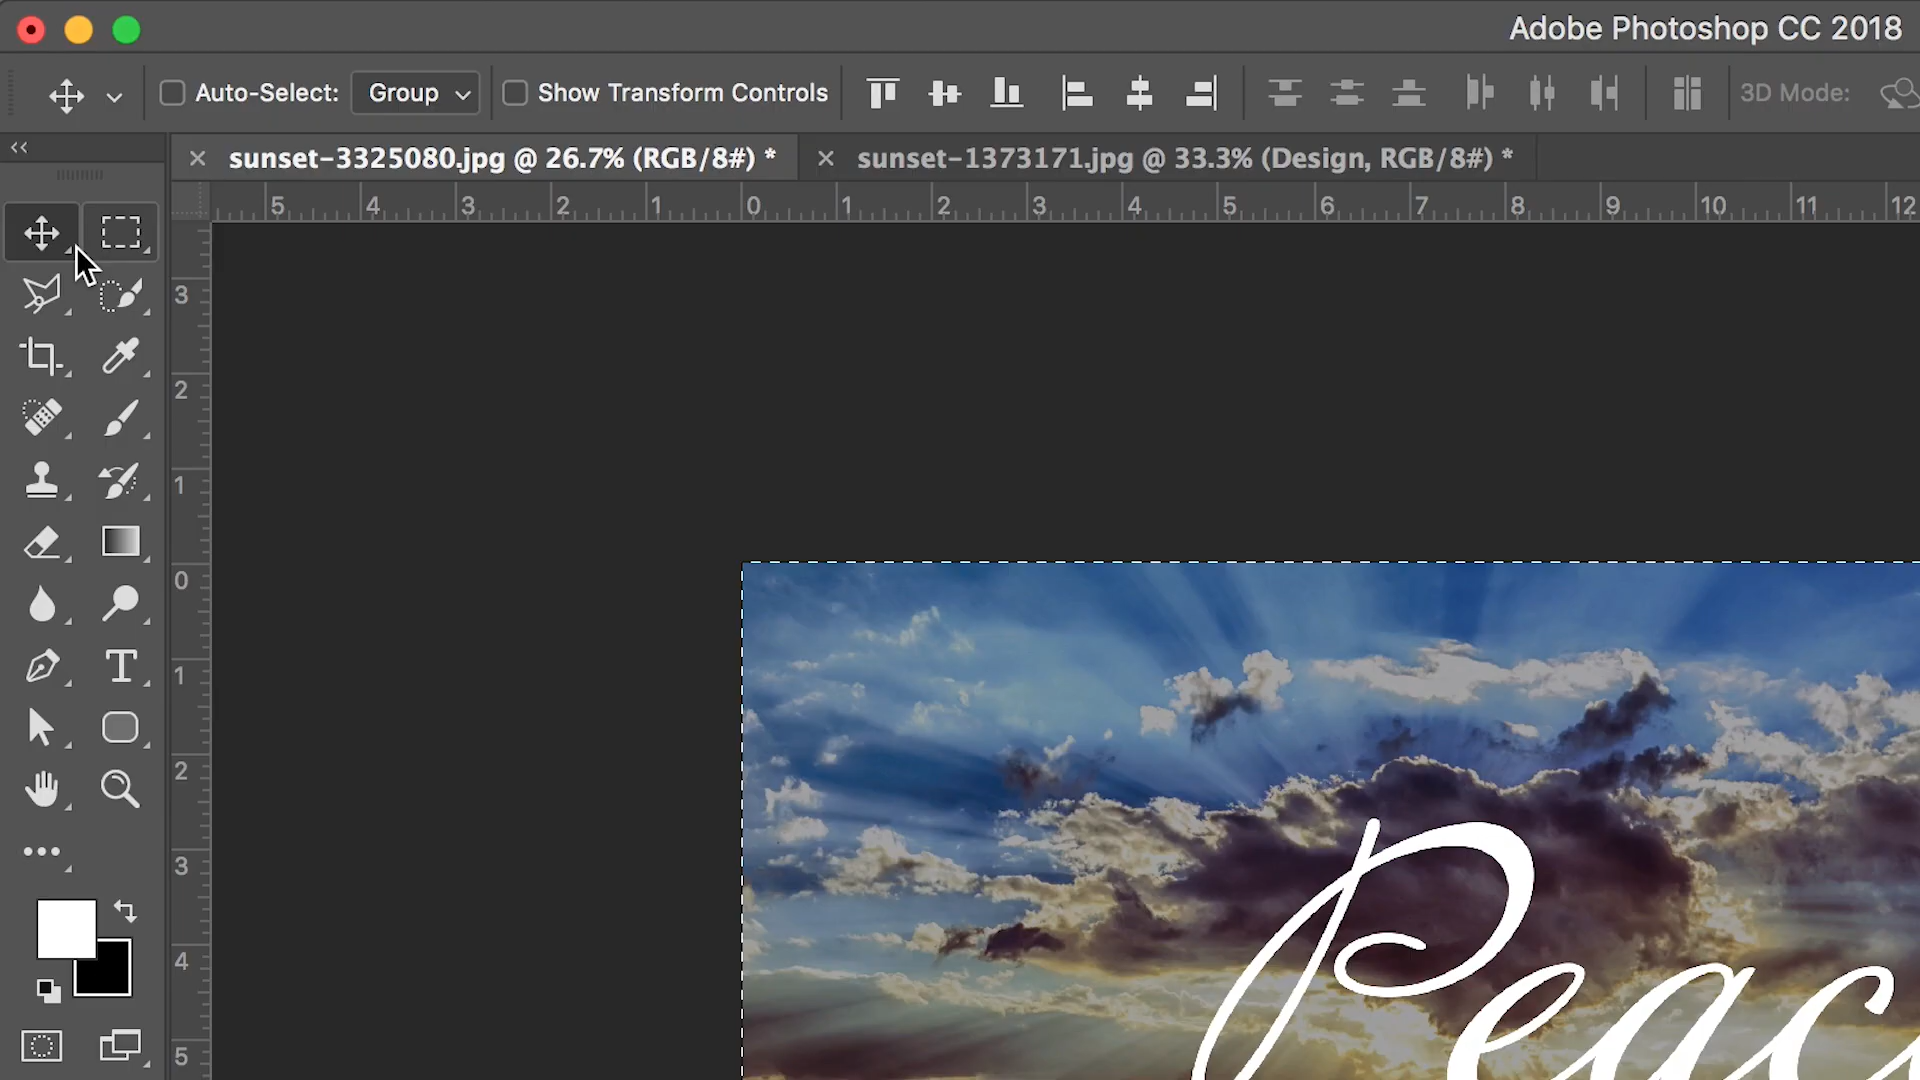 Adobe Photoshop CC 2018
Auto-Select: Group Show Transform Controls 3D Mode:
sunset-3325080.jpg @ 26.7% (RGB/8#) * sunset-1373171.jpg @ 33.3% (Design, RGB/8#) *
5 4 3 2 1 0 1 2 3 4 5 6 7 8 9 10 11 12
3
2
1
0
1
2
3
4
5
Peac